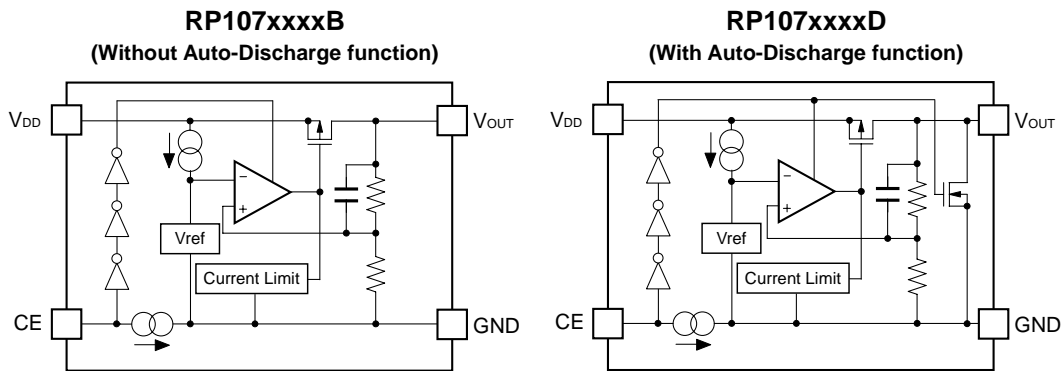 RP107xxxxB
(Without Auto-Discharge function)
VDD
VOUT
−
+
Vref
Current Limit
CE
GND
RP107xxxxD
(With Auto-Discharge function)
VDD
VOUT
−
+
Vref
Current Limit
CE
GND